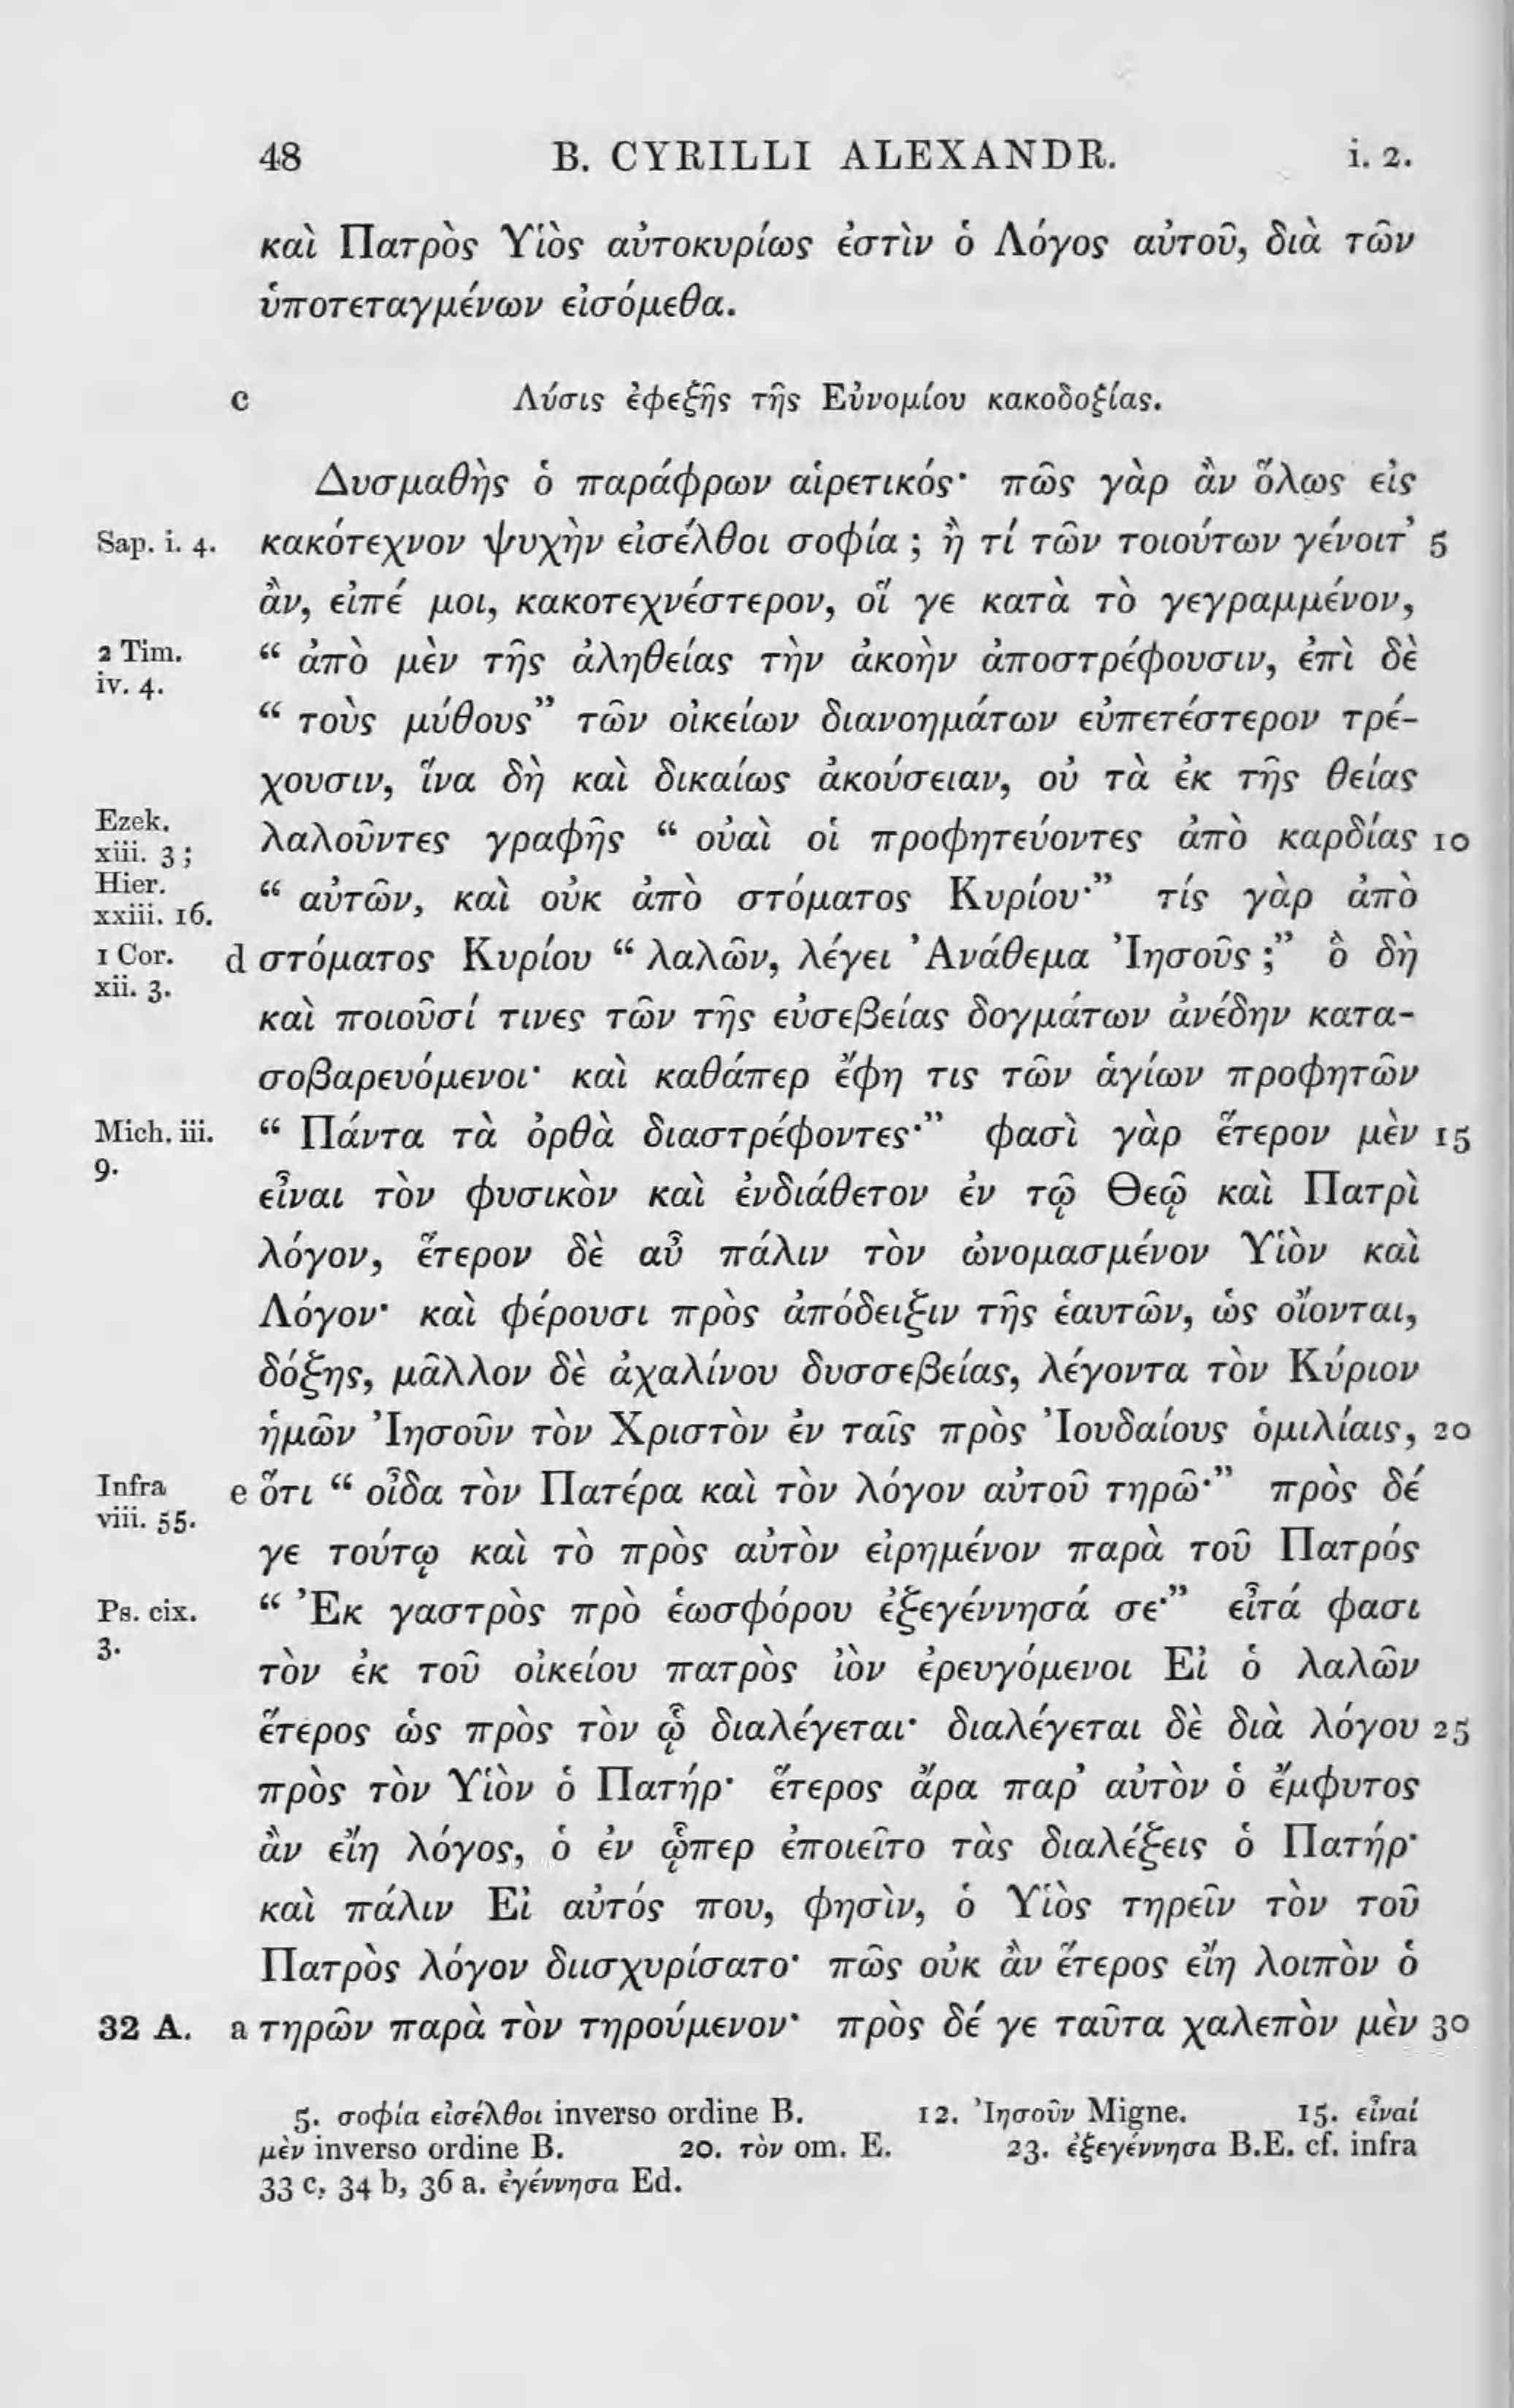 48 B. CYRILLI ALEXANDR. i. 2.
καὶ Πατρὸς Υἱὸς αὐτοκυρίως ἐστὶν ὁ Λόγος αὐτοῦ, διὰ τῶν
ὑποτεταγμένων εἰσόμεθα.
c Λύσις ἐφεξῆς τῆς Εὐνομίου κακοδοξίας.
Δυσμαθὴς ὁ παράφρων αἱρετικός· πῶς γὰρ ἂν ὅλως εἰς
Sap. i. 4. κακότεχνον ψυχὴν εἰσέλθοι σοφία ; ἢ τί τῶν τοιούτων γένοιτ’ 5
ἂν, εἰπέ μοι, κακοτεχνέστερον, οἵ γε κατὰ τὸ γεγραμμένον,
2 Tim. “ ἀπὸ μὲν τῆς ἀληθείας τὴν ἀκοὴν ἀποστρέφουσιν, ἐπὶ δὲ
iv. 4.
“ τοὺς μύθους” τῶν οἰκείων διανοημάτων εὐπετέστερον τρέ-
χουσιν, ἵνα δὴ καὶ δικαίως ἀκούσειαν, οὐ τὰ ἐκ τῆς θείας
Ezek.
xiii. 3 ; λαλοῦντες γραφῆς “ οὐαὶ οἱ προφητεύοντες ἀπὸ καρδίας 10
Hier.
xxiii. 16. “ αὐτῶν, καὶ οὐκ ἀπὸ στόματος Κυρίου·” τίς γὰρ ἀπὸ
1 Cor. d στόματος Κυρίου “ λαλῶν, λέγει Ἀνάθεμα Ἰησοῦς ;” ὃ δὴ
xii. 3.
καὶ ποιοῦσί τινες τῶν τῆς εὐσεβείας δογμάτων ἀνέδην κατα-
σοβαρευόμενοι· καὶ καθάπερ ἔφη τις τῶν ἁγίων προφητῶν
Mich. iii. “ Πάντα τὰ ὀρθὰ διαστρέφοντες·” φασὶ γὰρ ἕτερον μὲν 15
9.
εἶναι τὸν φυσικὸν καὶ ἐνδιάθετον ἐν τῷ Θεῷ καὶ Πατρὶ
λόγον, ἕτερον δὲ αὖ πάλιν τὸν ὠνομασμένον Υἱὸν καὶ
Λόγον· καὶ φέρουσι πρὸς ἀπόδειξιν τῆς ἑαυτῶν, ὡς οἴονται,
δόξης, μᾶλλον δὲ ἀχαλίνου δυσσεβείας, λέγοντα τὸν Κύριον
ἡμῶν Ἰησοῦν τὸν Χριστὸν ἐν ταῖς πρὸς Ἰουδαίους ὁμιλίαις, 20
Infra e ὅτι “ οἶδα τὸν Πατέρα καὶ τὸν λόγον αὐτοῦ τηρῶ·” πρὸς δέ
viii. 55.
γε τούτῳ καὶ τὸ πρὸς αὐτὸν εἰρημένον παρὰ τοῦ Πατρός
Ps. cix. “ Ἐκ γαστρὸς πρὸ ἑωσφόρου ἐξεγέννησά σε·” εἶτά φασι
3.
τὸν ἐκ τοῦ οἰκείου πατρὸς ἰὸν ἐρευγόμενοι Εἰ ὁ λαλῶν
ἕτερος ὡς πρὸς τὸν ᾧ διαλέγεται· διαλέγεται δὲ διὰ λόγου 25
πρὸς τὸν Υἱὸν ὁ Πατήρ· ἕτερος ἄρα παρ’ αὐτὸν ὁ ἔμφυτος
ἂν εἴη λόγος, ὁ ἐν ᾧπερ ἐποιεῖτο τὰς διαλέξεις ὁ Πατήρ·
καὶ πάλιν Εἰ αὐτός που, φησὶν, ὁ Υἱὸς τηρεῖν τὸν τοῦ
Πατρὸς λόγον διισχυρίσατο· πῶς οὐκ ἂν ἕτερος εἴη λοιπὸν ὁ
32 A. a τηρῶν παρὰ τὸν τηρούμενον· πρὸς δέ γε ταῦτα χαλεπὸν μὲν 30
5. σοφία εἰσέλθοι inverso ordine B. 12. Ἰησοῦν Migne. 15. εἶναί
μὲν inverso ordine B. 20. τὸν om. E. 23. ἐξεγέννησα B.E. cf. infra
33 c, 34 b, 36 a. ἐγέννησα Ed.